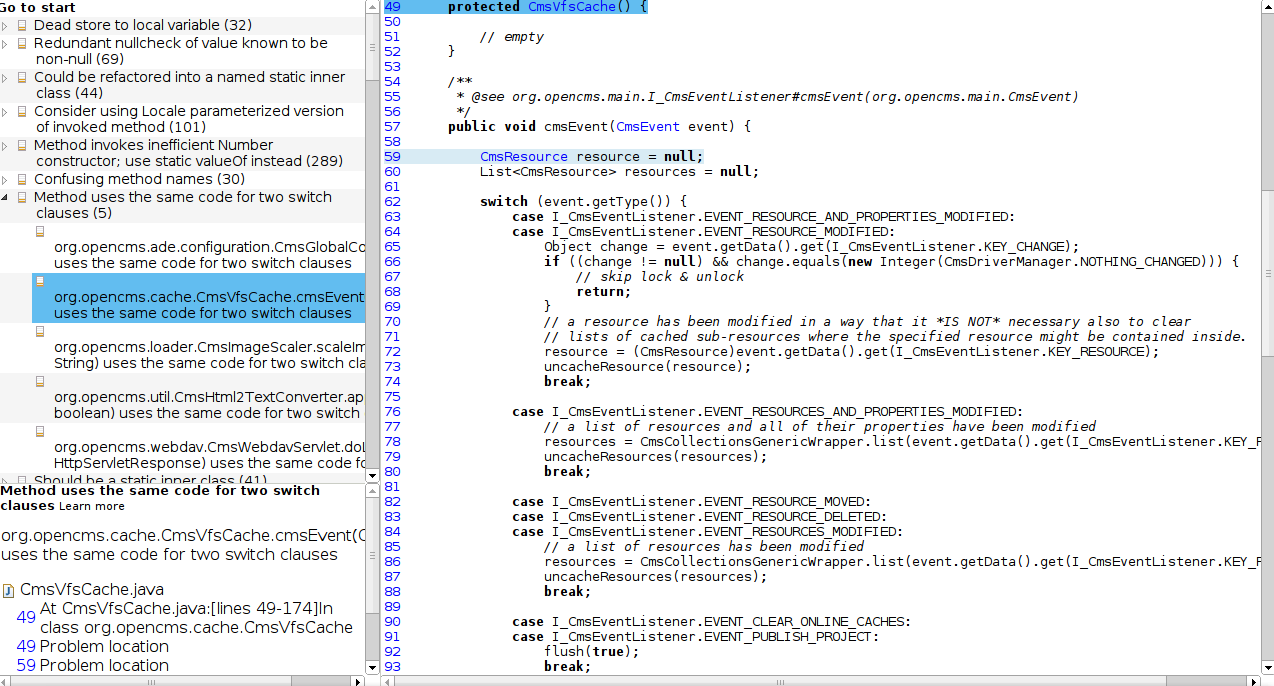 Go to start
Dead store to local variable (32)
Redundant nullcheck of value known to be
non-null (69)
Could be refactored into a named static inner
class (44)
Consider using Locale parameterized version
of invoked method (101)
Method invokes inefficient Number
constructor; use static valueOf instead (289)
Confusing method names (30)
Method uses the same code for two switch
clauses (5)
org.opencms.ade.configuration.CmsGlobalCo
uses the same code for two switch clauses
org.opencms.cache.CmsVfsCache.cmsEvent
uses the same code for two switch clauses
org.opencms.loader.CmsImageScaler.scaleIm
String) uses the same code for two switch cla
org.opencms.util.CmsHtml2TextConverter.app
boolean) uses the same code for two switch
org.opencms.webdav.CmsWebdavServlet.doL
HttpServletResponse) uses the same code fo
Should be a static inner class (41)
Method uses the same code for two switch
clauses Learn more
org.opencms.cache.CmsVfsCache.cmsEvent(C
uses the same code for two switch clauses
CmsVfsCache.java
49 At CmsVfsCache.java:[lines 49-174]In
class org.opencms.cache.CmsVfsCache
49 Problem location
59 Problem location
49 protected CmsVfsCache() {
50
51 // empty
52 }
53
54 /**
55 * @see org.opencms.main.I_CmsEventListener#cmsEvent(org.opencms.main.CmsEvent)
56 */
57 public void cmsEvent(CmsEvent event) {
58
59 CmsResource resource = null;
60 List<CmsResource> resources = null;
61
62 switch (event.getType()) {
63 case I_CmsEventListener.EVENT_RESOURCE_AND_PROPERTIES_MODIFIED:
64 case I_CmsEventListener.EVENT_RESOURCE_MODIFIED:
65 Object change = event.getData().get(I_CmsEventListener.KEY_CHANGE);
66 if ((change != null) && change.equals(new Integer(CmsDriverManager.NOTHING_CHANGED))) {
67 // skip lock & unlock
68 return;
69 }
70 // a resource has been modified in a way that it *IS NOT* necessary also to clear
71 // lists of cached sub-resources where the specified resource might be contained inside.
72 resource = (CmsResource)event.getData().get(I_CmsEventListener.KEY_RESOURCE);
73 uncacheResource(resource);
74 break;
75
76 case I_CmsEventListener.EVENT_RESOURCES_AND_PROPERTIES_MODIFIED:
77 // a list of resources and all of their properties have been modified
78 resources = CmsCollectionsGenericWrapper.list(event.getData().get(I_CmsEventListener.KEY_R
79 uncacheResources(resources);
80 break;
81
82 case I_CmsEventListener.EVENT_RESOURCE_MOVED:
83 case I_CmsEventListener.EVENT_RESOURCE_DELETED:
84 case I_CmsEventListener.EVENT_RESOURCES_MODIFIED:
85 // a list of resources has been modified
86 resources = CmsCollectionsGenericWrapper.list(event.getData().get(I_CmsEventListener.KEY_R
87 uncacheResources(resources);
88 break;
89
90 case I_CmsEventListener.EVENT_CLEAR_ONLINE_CACHES:
91 case I_CmsEventListener.EVENT_PUBLISH_PROJECT:
92 flush(true);
93 break;